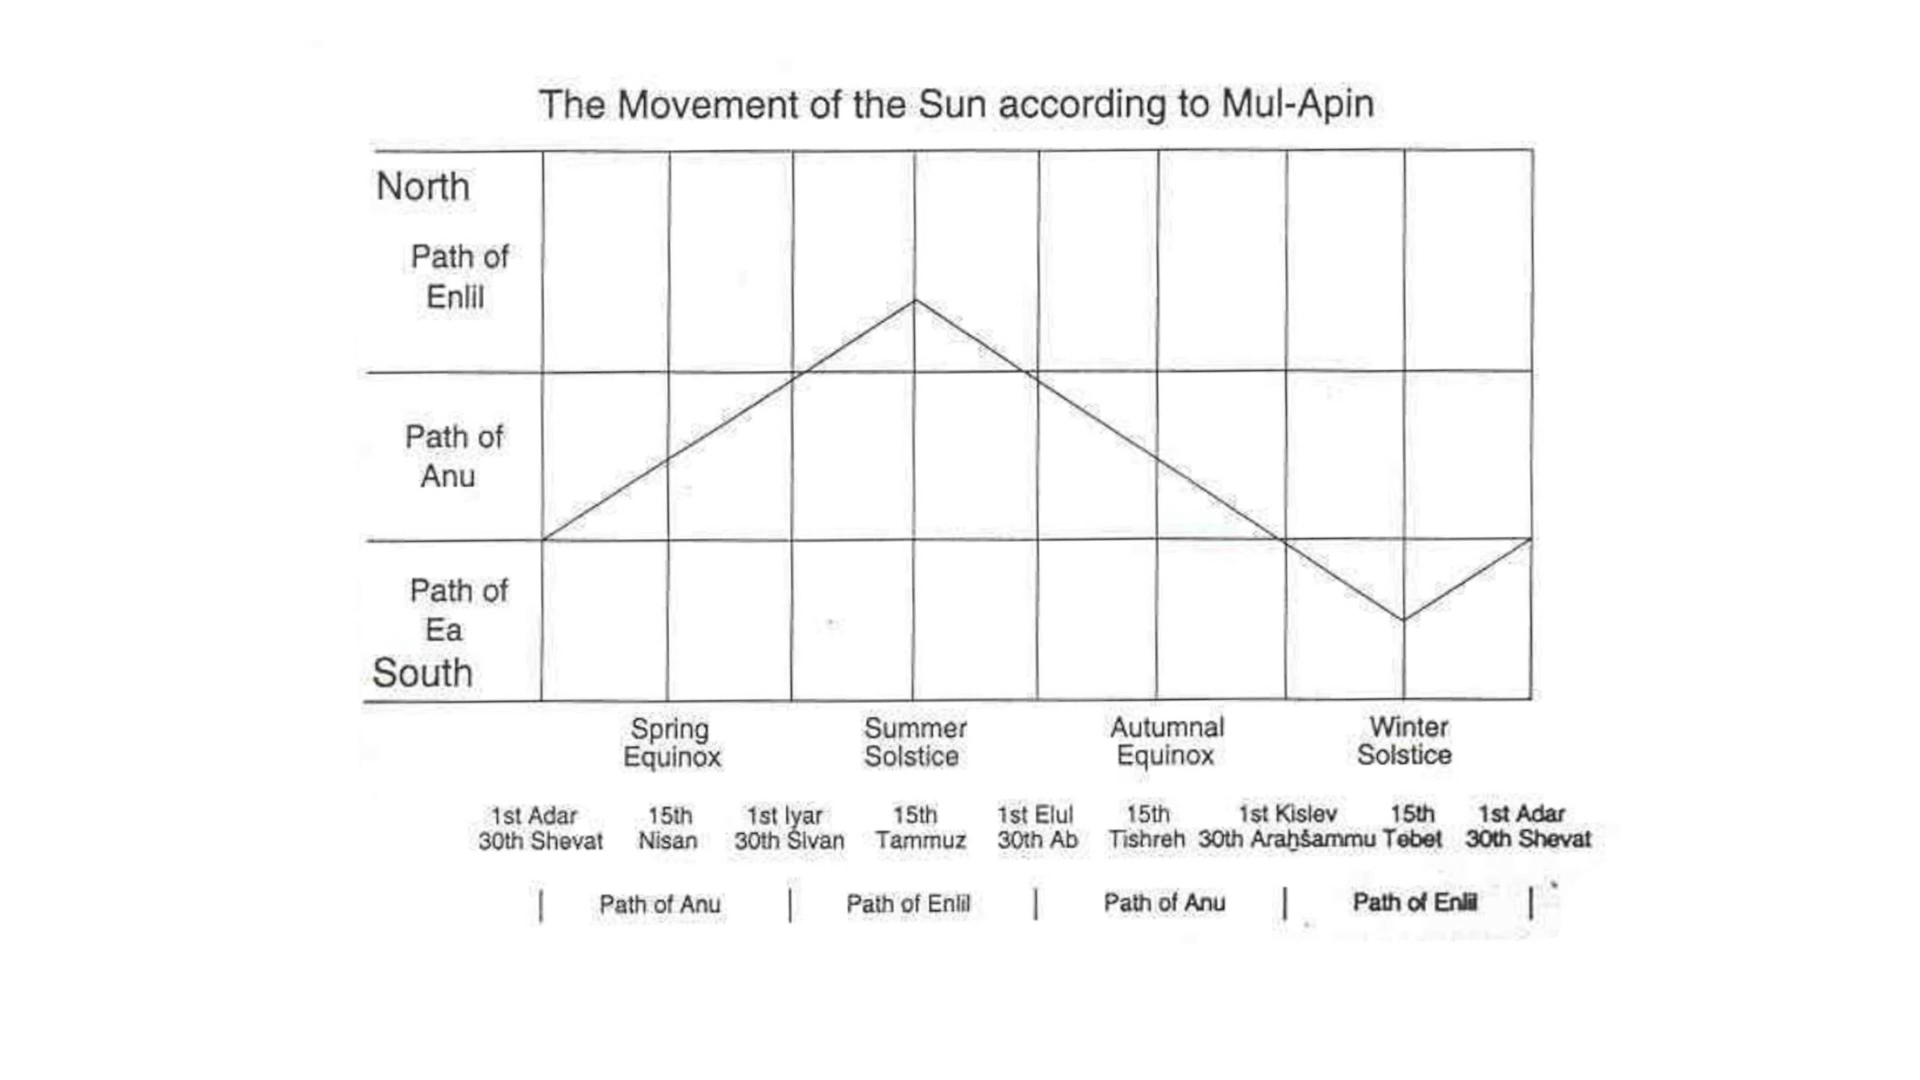 The Movement of the Sun according to Mul-Apin
North
Path of
Enlil
Path of
Anu
Path of
Ea
South
Spring
Equinox
Summer
Solstice
Autumnal
Equinox
Winter
Solstice
1st Adar
30th Shevat
15th
Nisan
1st Iyar
30th Sivan
15th
Tammuz
1st Elul
30th Ab
15th
Tishreh
1st Kislev
30th Araḫšammu
15th
Tebet
1st Adar
30th Shevat
Path of Anu
Path of Enlil
Path of Anu
Path of Enlil